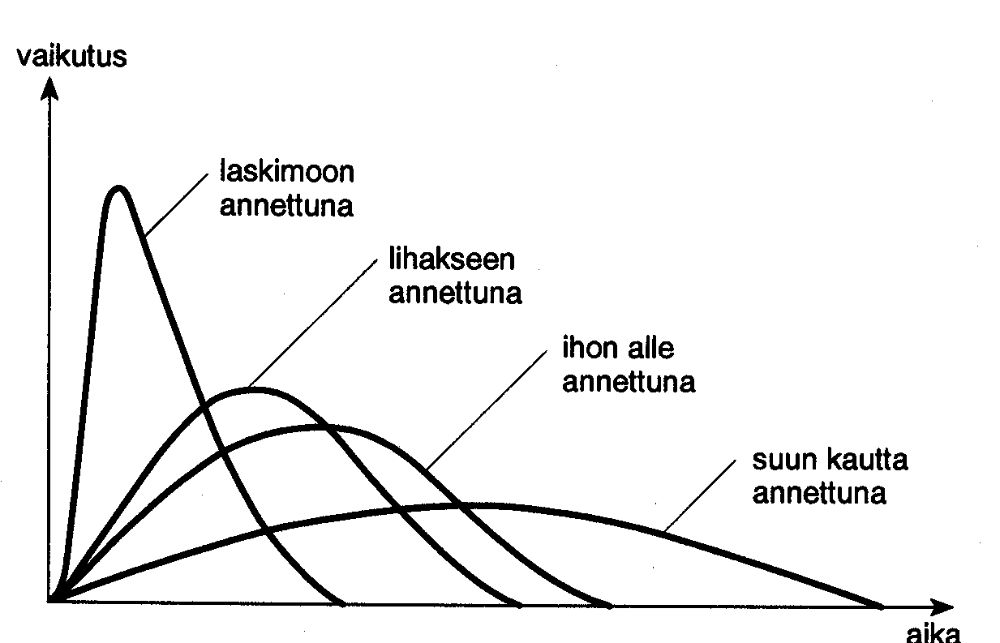 vaikutus
laskimoon
annettuna
lihakseen
annettuna
ihon alle
annettuna
suun kautta
annettuna
aika